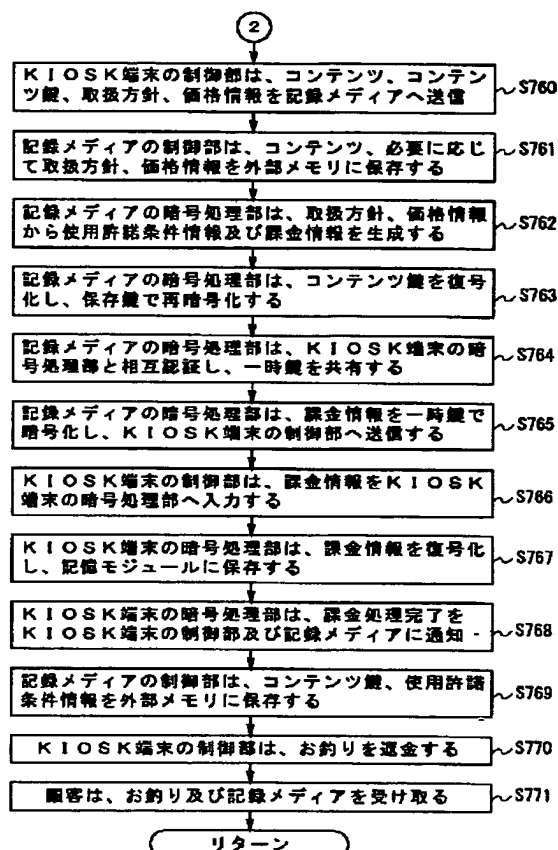 2
KIOSK端末の制御部は、コンテンツ、コンテン
ツ鍵、取扱方針、価格情報を記録メディアへ送信
S760
記録メディアの制御部は、コンテンツ、必要に応じ
て取扱方針、価格情報を外部メモリに保存する
S761
記録メディアの暗号処理部は、取扱方針、価格情報
から使用許諾条件情報及び課金情報を生成する
S762
記録メディアの暗号処理部は、コンテンツ鍵を復号
化し、保存鍵で再暗号化する
S763
記録メディアの暗号処理部は、KIOSK端末の暗
号処理部と相互認証し、一時鍵を共有する
S764
記録メディアの暗号処理部は、課金情報を一時鍵で
暗号化し、KIOSK端末の制御部へ送信する
S765
KIOSK端末の制御部は、課金情報をKIOSK
端末の暗号処理部へ入力する
S766
KIOSK端末の暗号処理部は、課金情報を復号化
し、記憶モジュールに保存する
S767
KIOSK端末の暗号処理部は、課金処理完了を
KIOSK端末の制御部及び記録メディアに通知
S768
記録メディアの制御部は、コンテンツ鍵、使用許諾
条件情報を外部メモリに保存する
S769
KIOSK端末の制御部は、お釣りを返金する
S770
顧客は、お釣り及び記録メディアを受け取る
S771
リターン